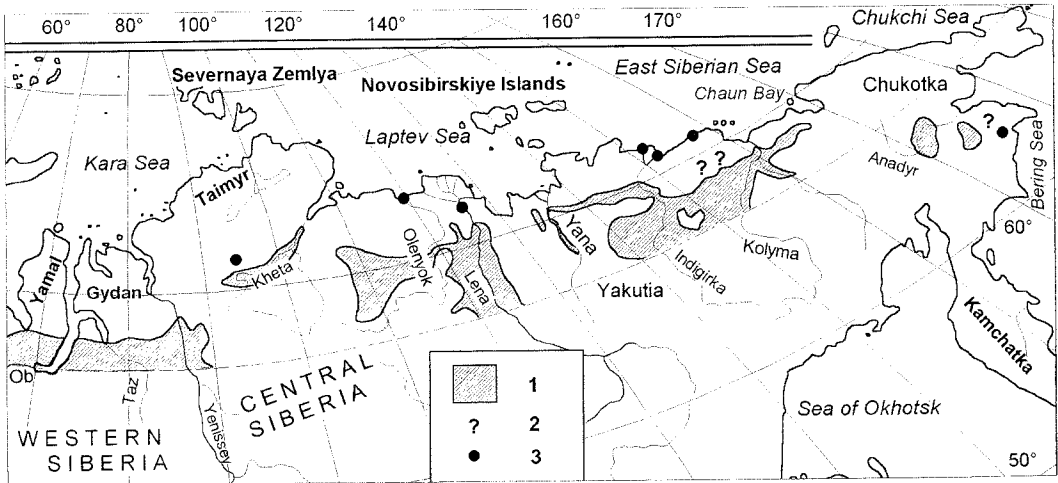 60° 80° 100° 120° 140° 160° 170°
Chukchi Sea
Severnaya Zemlya
Novosibirskiye Islands
East Siberian Sea
Chaun Bay
Chukotka
Laptev Sea
Kara Sea
Taimyr
?
? ?
Anadyr
Bering Sea
60°
Yamal
Gydan
Kheta
Olenyok
Lena
Yana
Indigirka
Kolyma
Yakutia
Kamchatka
Ob
Taz
Yenissey
CENTRAL
SIBERIA
WESTERN
SIBERIA
Sea of Okhotsk
50°
1
? 2
3